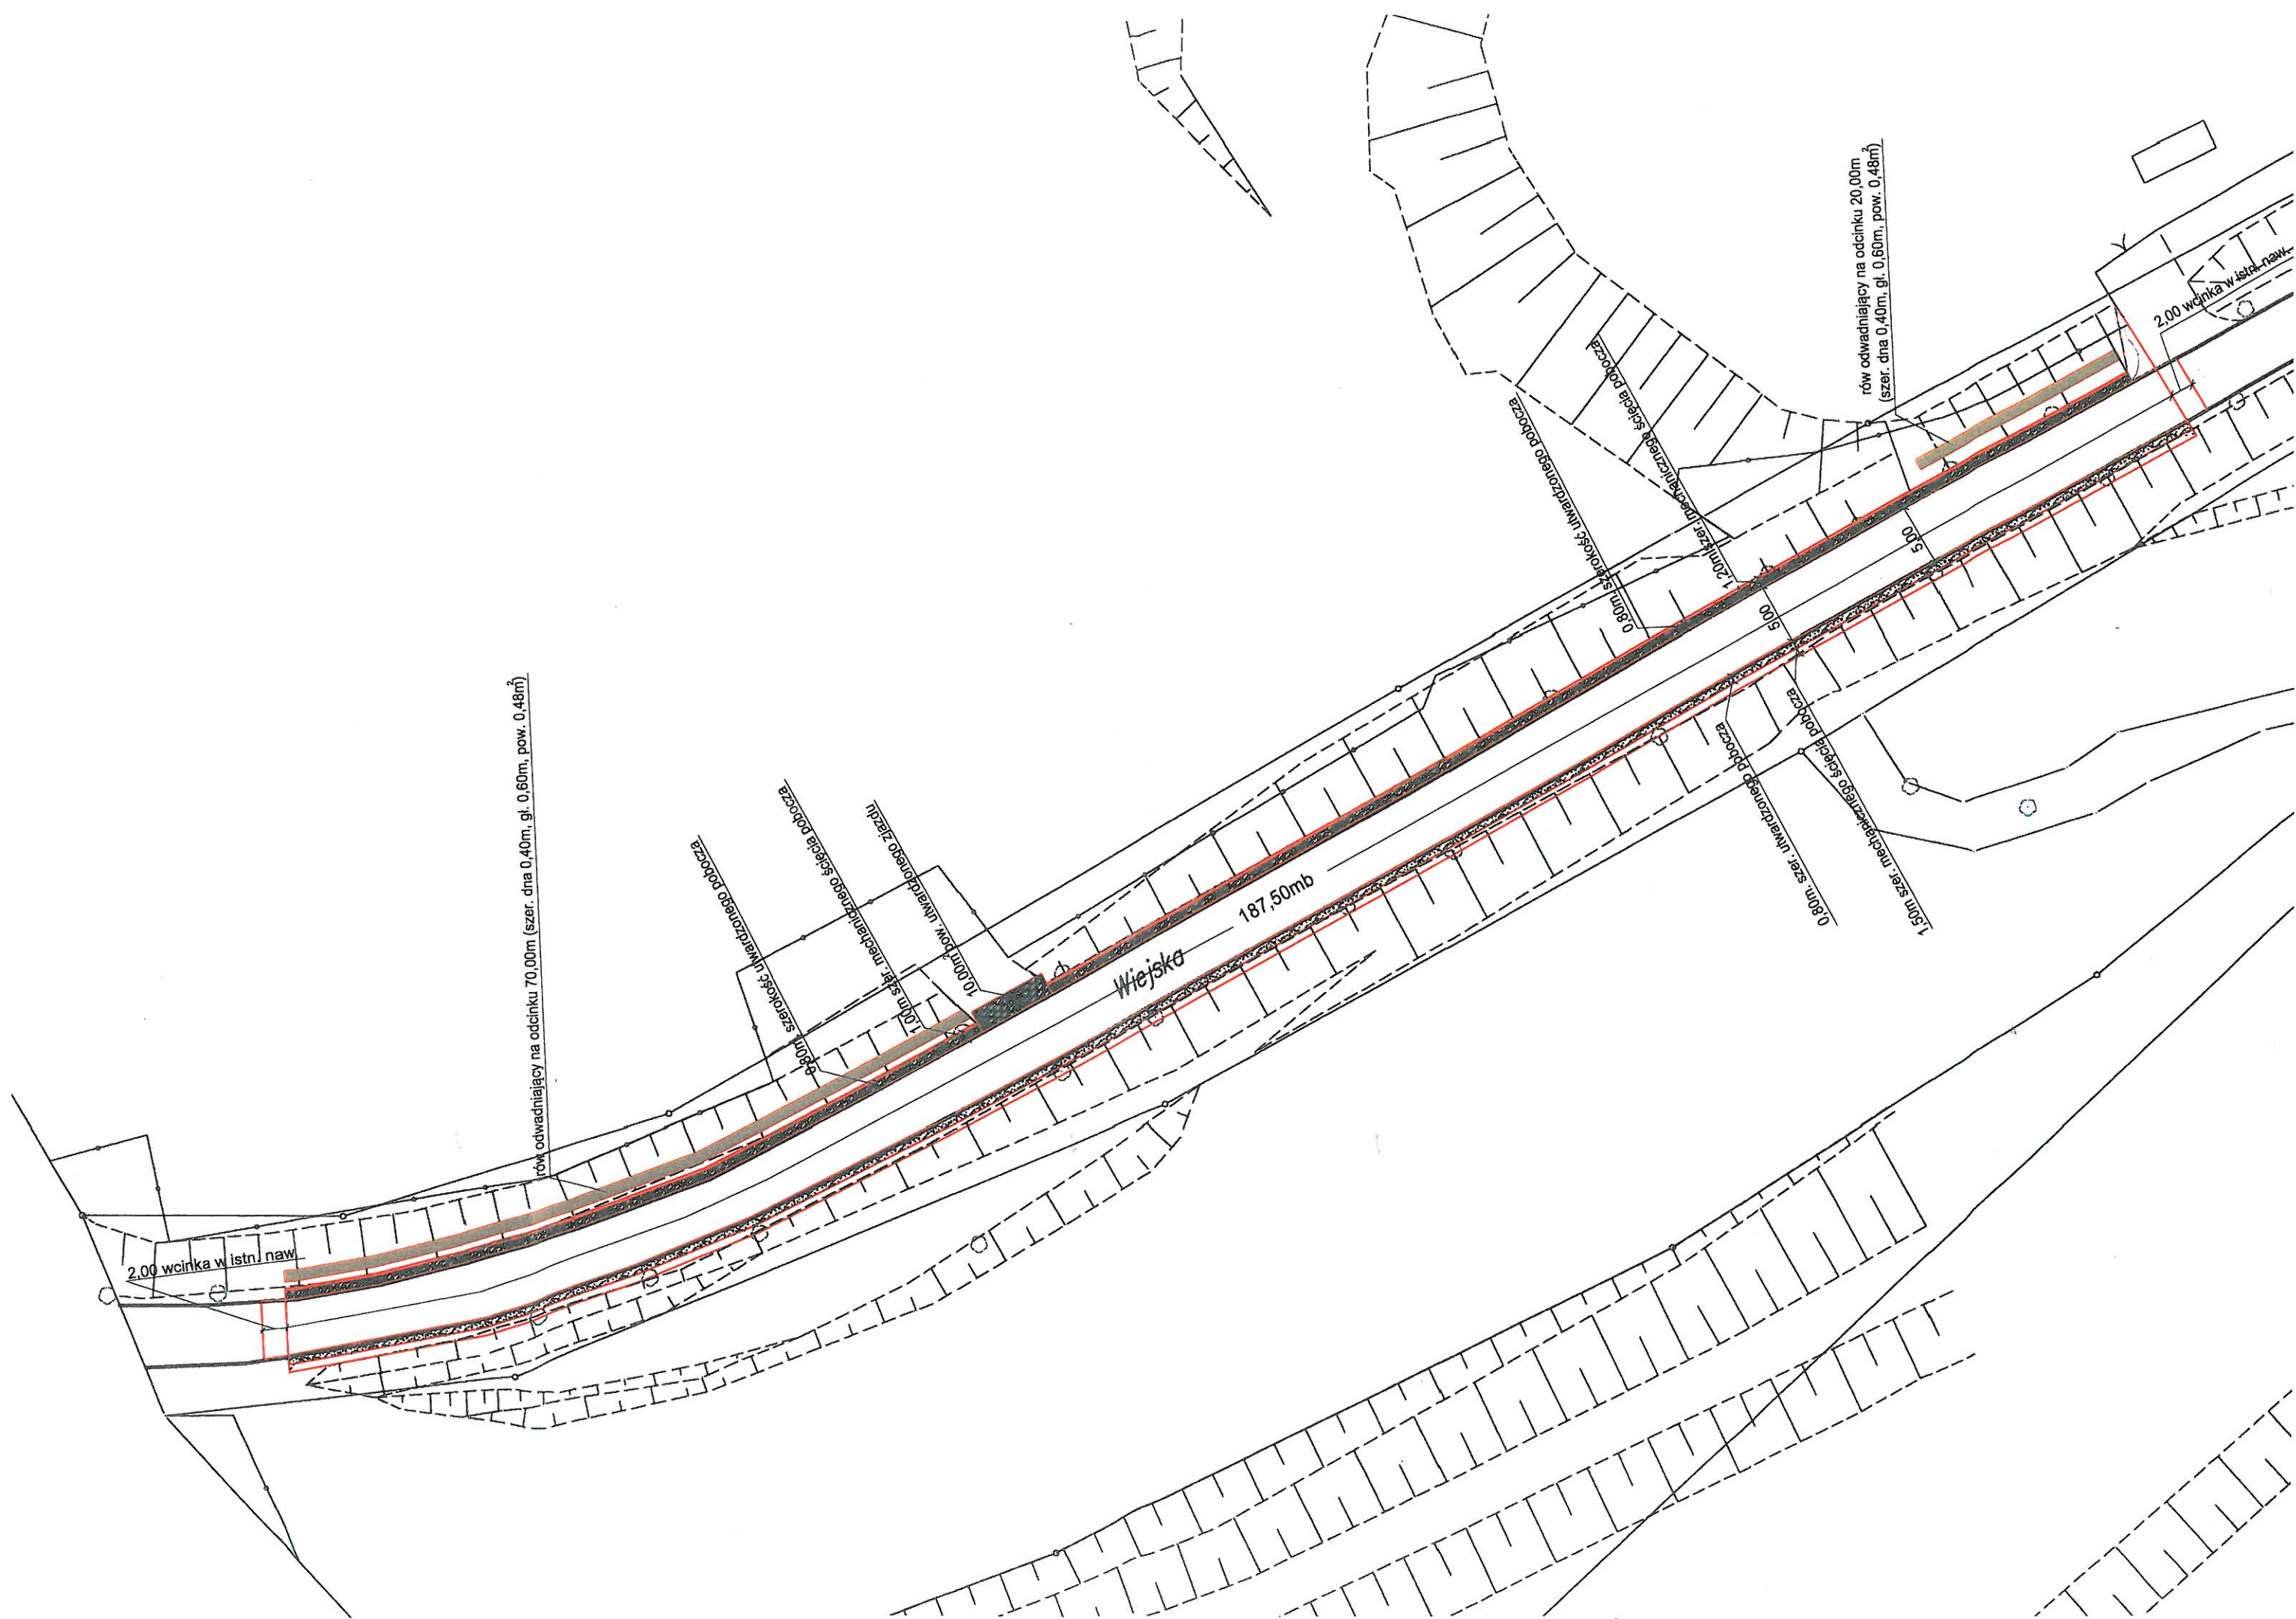 rów odwadniający na odcinku 20,00m
(szer. dna 0,40m, gł. 0,60m, pow. 0,48m²)
2,00 wcinka w istn. naw.
0,80m. szerokość utwardzonego pobocza
1,20m szer. mechanicznego ścięcia pobocza
5,00
5,00
rów odwadniający na odcinku 70,00m (szer. dna 0,40m, gł. 0,60m, pow. 0,48m²)
0,80m. szerokość utwardzonego pobocza
1,00m szer. mechanicznego ścięcia pobocza
10,00m² pow. utwardzonego zjazdu
0,80m. szer. utwardzonego pobocza
1,50m szer. mechanicznego ścięcia pobocza
187,50mb
Wiejska
2,00 wcinka w istn. naw.